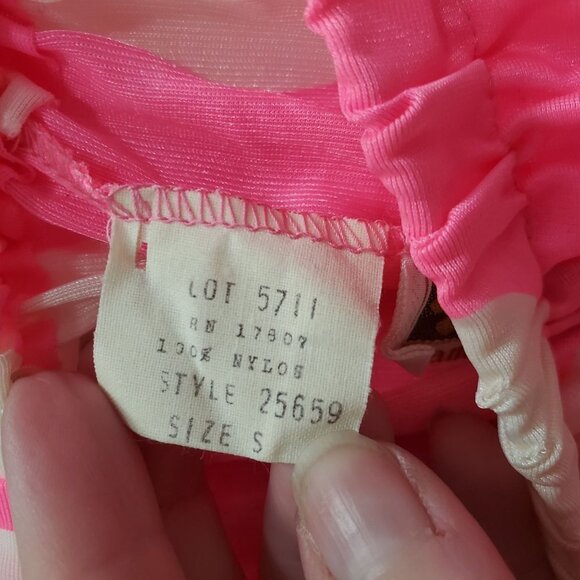 LOT 5711
RN 17807
100% NYLON
STYLE 25659
SIZE S